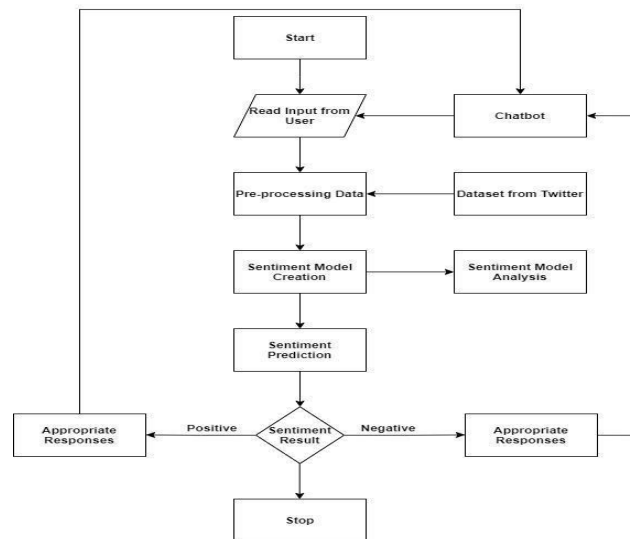 Start
Read Input from
User
Chatbot
Pre-processing Data
Dataset from Twitter
Sentiment Model
Creation
Sentiment Model
Analysis
Sentiment
Prediction
Appropriate
Responses
Positive
Sentiment
Result
Negative
Appropriate
Responses
Stop